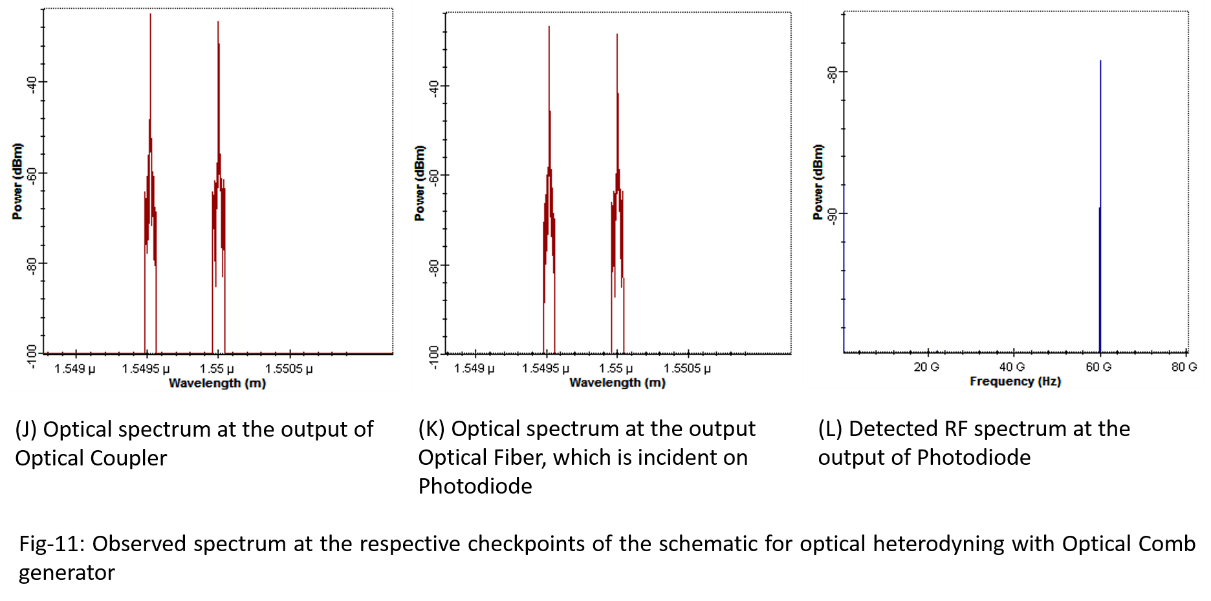 -40
-60
-80
-100
Power (dBm)
1.549 µ 1.5495 µ 1.55 µ 1.5505 µ
Wavelength (m)
-40
-60
-80
-100
Power (dBm)
1.549 µ 1.5495 µ 1.55 µ 1.5505 µ
Wavelength (m)
-80
-90
Power (dBm)
20 G 40 G 60 G 80 G
Frequency (Hz)
(J) Optical spectrum at the output of
Optical Coupler
(K) Optical spectrum at the output
Optical Fiber, which is incident on
Photodiode
(L) Detected RF spectrum at the
output of Photodiode
Fig-11: Observed spectrum at the respective checkpoints of the schematic for optical heterodyning with Optical Comb
generator